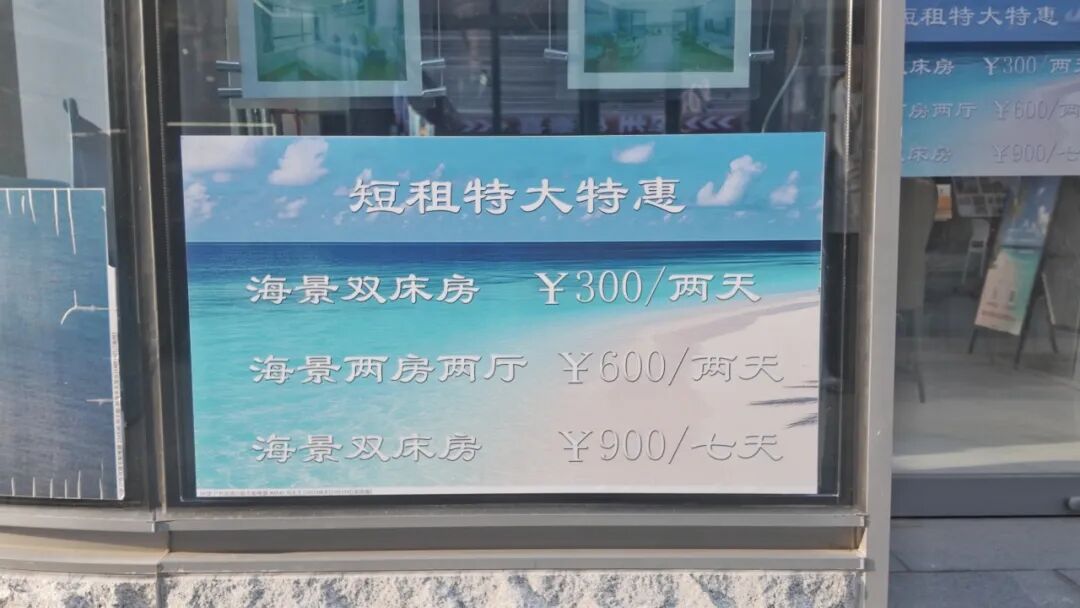 短租特大特惠
海景双床房 ￥300/两天
海景两房两厅 ￥600/两天
海景双床房 ￥900/七天
短租特大特惠
床房 ￥300/两
房两厅 ￥600/两
床房 ￥900/七